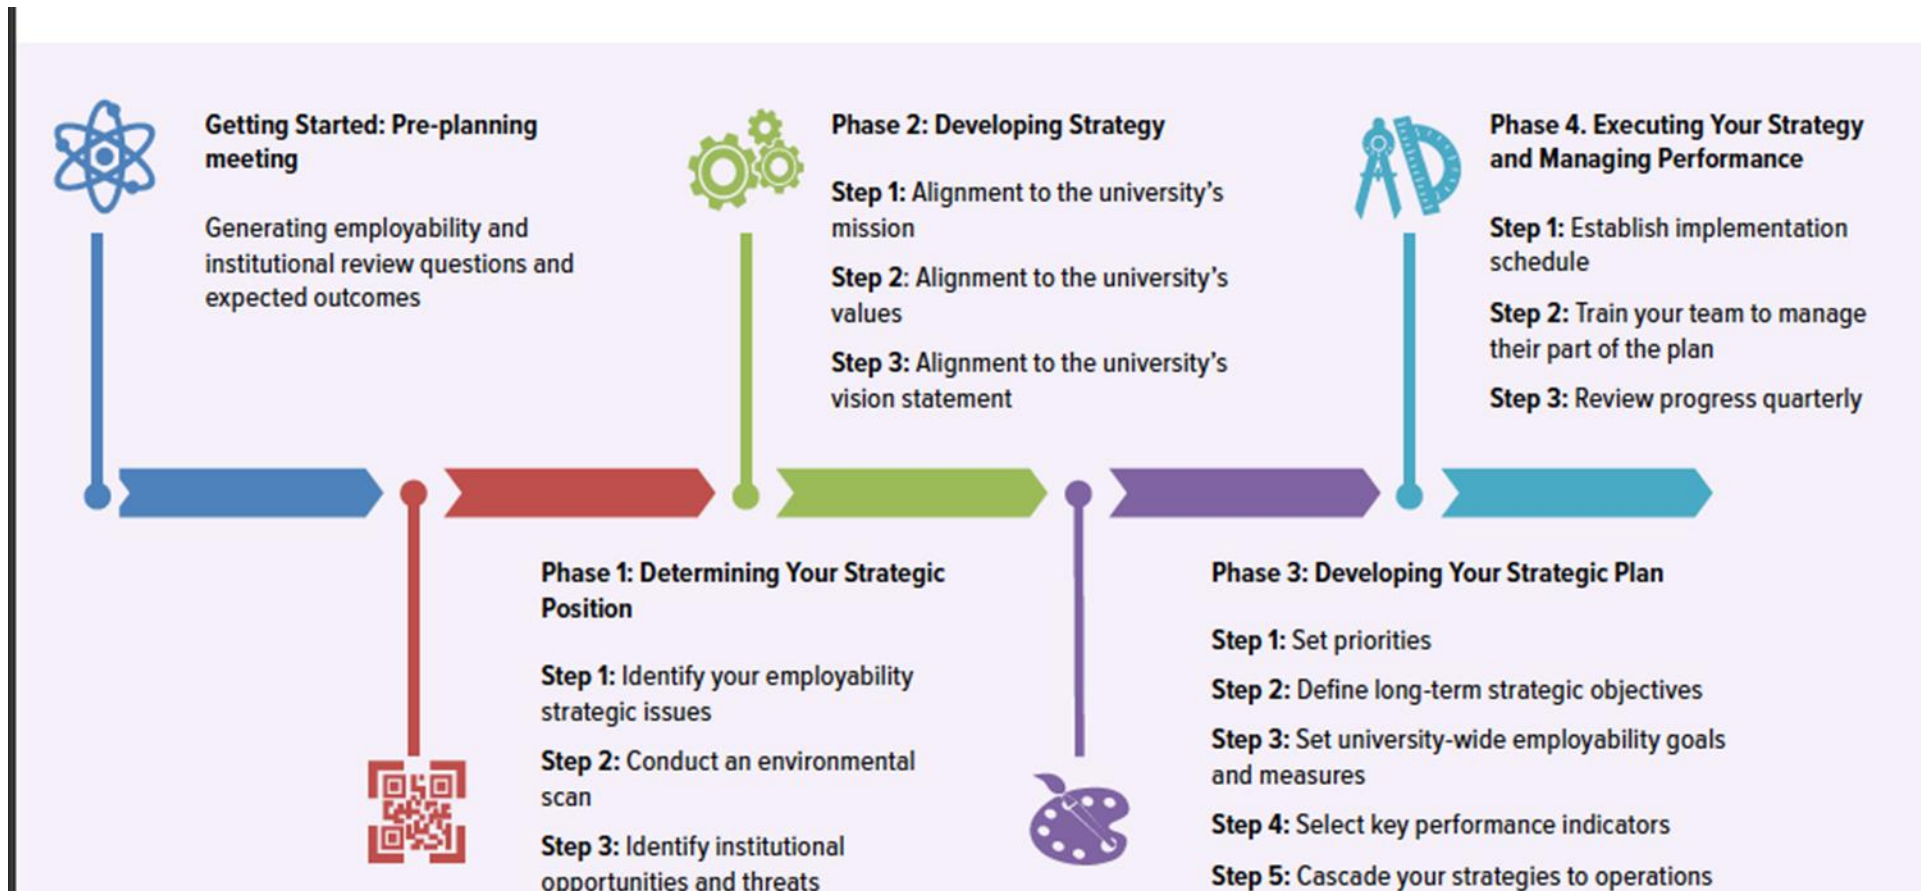 Getting Started: Pre-planning
meeting
Generating employability and
institutional review questions and
expected outcomes
Phase 2: Developing Strategy
Step 1: Alignment to the university's
mission
Step 2: Alignment to the university's
values
Step 3: Alignment to the university's
vision statement
Phase 4. Executing Your Strategy
and Managing Performance
Step 1: Establish implementation
schedule
Step 2: Train your team to manage
their part of the plan
Step 3: Review progress quarterly
Phase 1: Determining Your Strategic
Position
Step 1: Identify your employability
strategic issues
Step 2: Conduct an environmental
scan
Step 3: Identify institutional
opportunities and threats
Phase 3: Developing Your Strategic Plan
Step 1: Set priorities
Step 2: Define long-term strategic objectives
Step 3: Set university-wide employability goals
and measures
Step 4: Select key performance indicators
Step 5: Cascade your strategies to operations